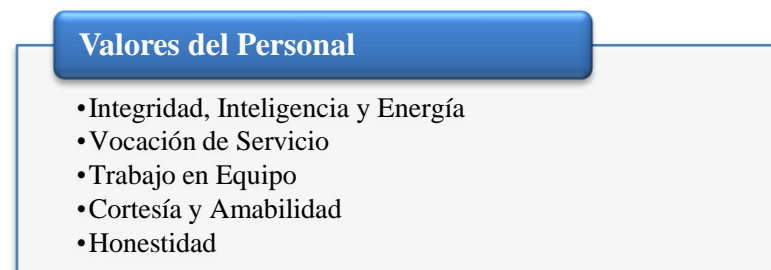 Valores del Personal
•Integridad, Inteligencia y Energía
•Vocación de Servicio
•Trabajo en Equipo
•Cortesía y Amabilidad
•Honestidad